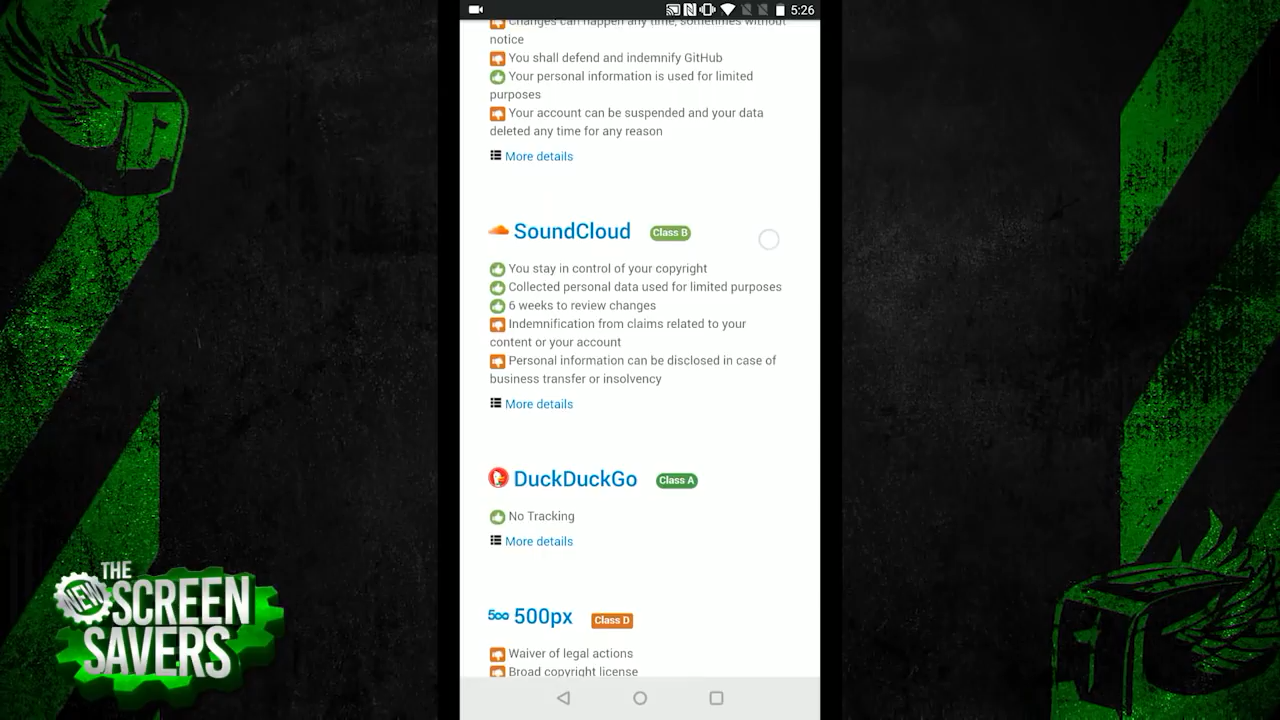 5:26
Changes can happen any time, sometimes without
notice
You shall defend and indemnify GitHub
Your personal information is used for limited
purposes
Your account can be suspended and your data
deleted any time for any reason
More details
SoundCloud Class B
You stay in control of your copyright
Collected personal data used for limited purposes
6 weeks to review changes
Indemnification from claims related to your
content or your account
Personal information can be disclosed in case of
business transfer or insolvency
More details
DuckDuckGo Class A
No Tracking
More details
500 500px Class D
Waiver of legal actions
Broad copyright license
THE
NEW SCREEN
SAVERS